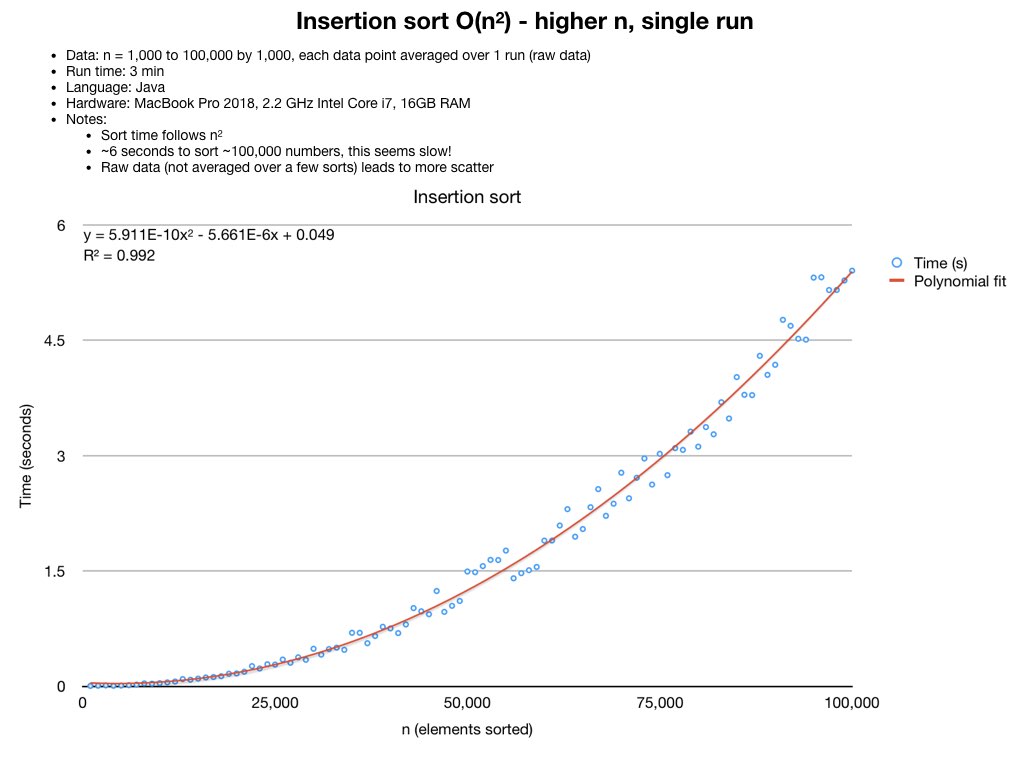 Insertion sort O(n²) - higher n, single run
• Data: n = 1,000 to 100,000 by 1,000, each data point averaged over 1 run (raw data)
• Run time: 3 min
• Language: Java
• Hardware: MacBook Pro 2018, 2.2 GHz Intel Core i7, 16GB RAM
• Notes:
• Sort time follows n²
• ~6 seconds to sort ~100,000 numbers, this seems slow!
• Raw data (not averaged over a few sorts) leads to more scatter
Insertion sort
6
y = 5.911E-10x² - 5.661E-6x + 0.049
R² = 0.992
Time (s)
Polynomial fit
4.5
3
1.5
0
Time (seconds)
0 25,000 50,000 75,000 100,000
n (elements sorted)